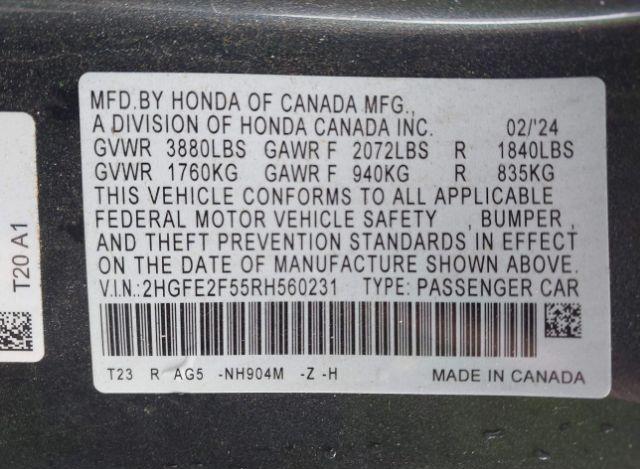 MFD.BY HONDA OF CANADA MFG.,
A DIVISION OF HONDA CANADA INC. 02/'24
GVWR 3880LBS GAWR F 2072LBS R 1840LBS
GVWR 1760KG GAWR F 940KG R 835KG
THIS VEHICLE CONFORMS TO ALL APPLICABLE
FEDERAL MOTOR VEHICLE SAFETY , BUMPER ,
AND THEFT PREVENTION STANDARDS IN EFFECT
ON THE DATE OF MANUFACTURE SHOWN ABOVE.
V.I.N.:2HGFE2F55RH560231 TYPE: PASSENGER CAR
T23 R AG5 -NH904M -Z -H MADE IN CANADA
T20 A1